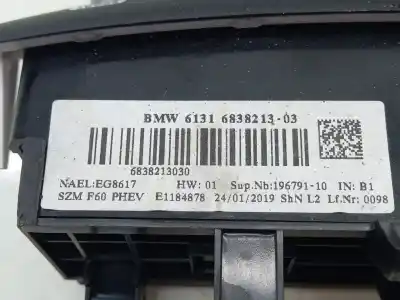 BMW 6131 6838213-03
6838213030
NAEL:EG8617 HW: 01 Sup.Nb:196791-10 IN: B1
SZM F60 PHEV E1184878 24/01/2019 ShN L2 Lf.Nr: 0098